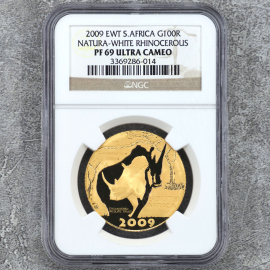 2009 EWT S.AFRICA G100R
NATURA-WHITE RHINOCEROUS
PF 69 ULTRA CAMEO
3369286-014
NGC
2009